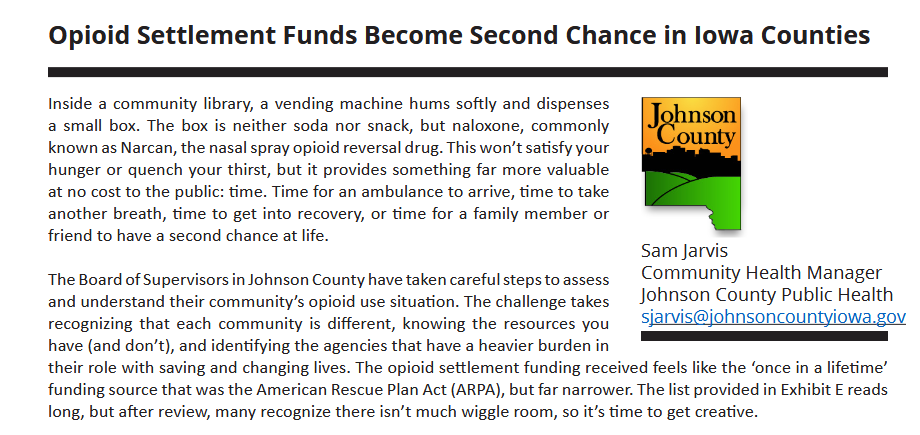 Opioid Settlement Funds Become Second Chance in Iowa Counties
Inside a community library, a vending machine hums softly and dispenses
a small box. The box is neither soda nor snack, but naloxone, commonly
known as Narcan, the nasal spray opioid reversal drug. This won’t satisfy your
hunger or quench your thirst, but it provides something far more valuable
at no cost to the public: time. Time for an ambulance to arrive, time to take
another breath, time to get into recovery, or time for a family member or
friend to have a second chance at life.
Johnson
County
Sam Jarvis
Community Health Manager
Johnson County Public Health
sjarvis@johnsoncountyiowa.gov
The Board of Supervisors in Johnson County have taken careful steps to assess
and understand their community’s opioid use situation. The challenge takes
recognizing that each community is different, knowing the resources you
have (and don’t), and identifying the agencies that have a heavier burden in
their role with saving and changing lives. The opioid settlement funding received feels like the ‘once in a lifetime’
funding source that was the American Rescue Plan Act (ARPA), but far narrower. The list provided in Exhibit E reads
long, but after review, many recognize there isn’t much wiggle room, so it’s time to get creative.